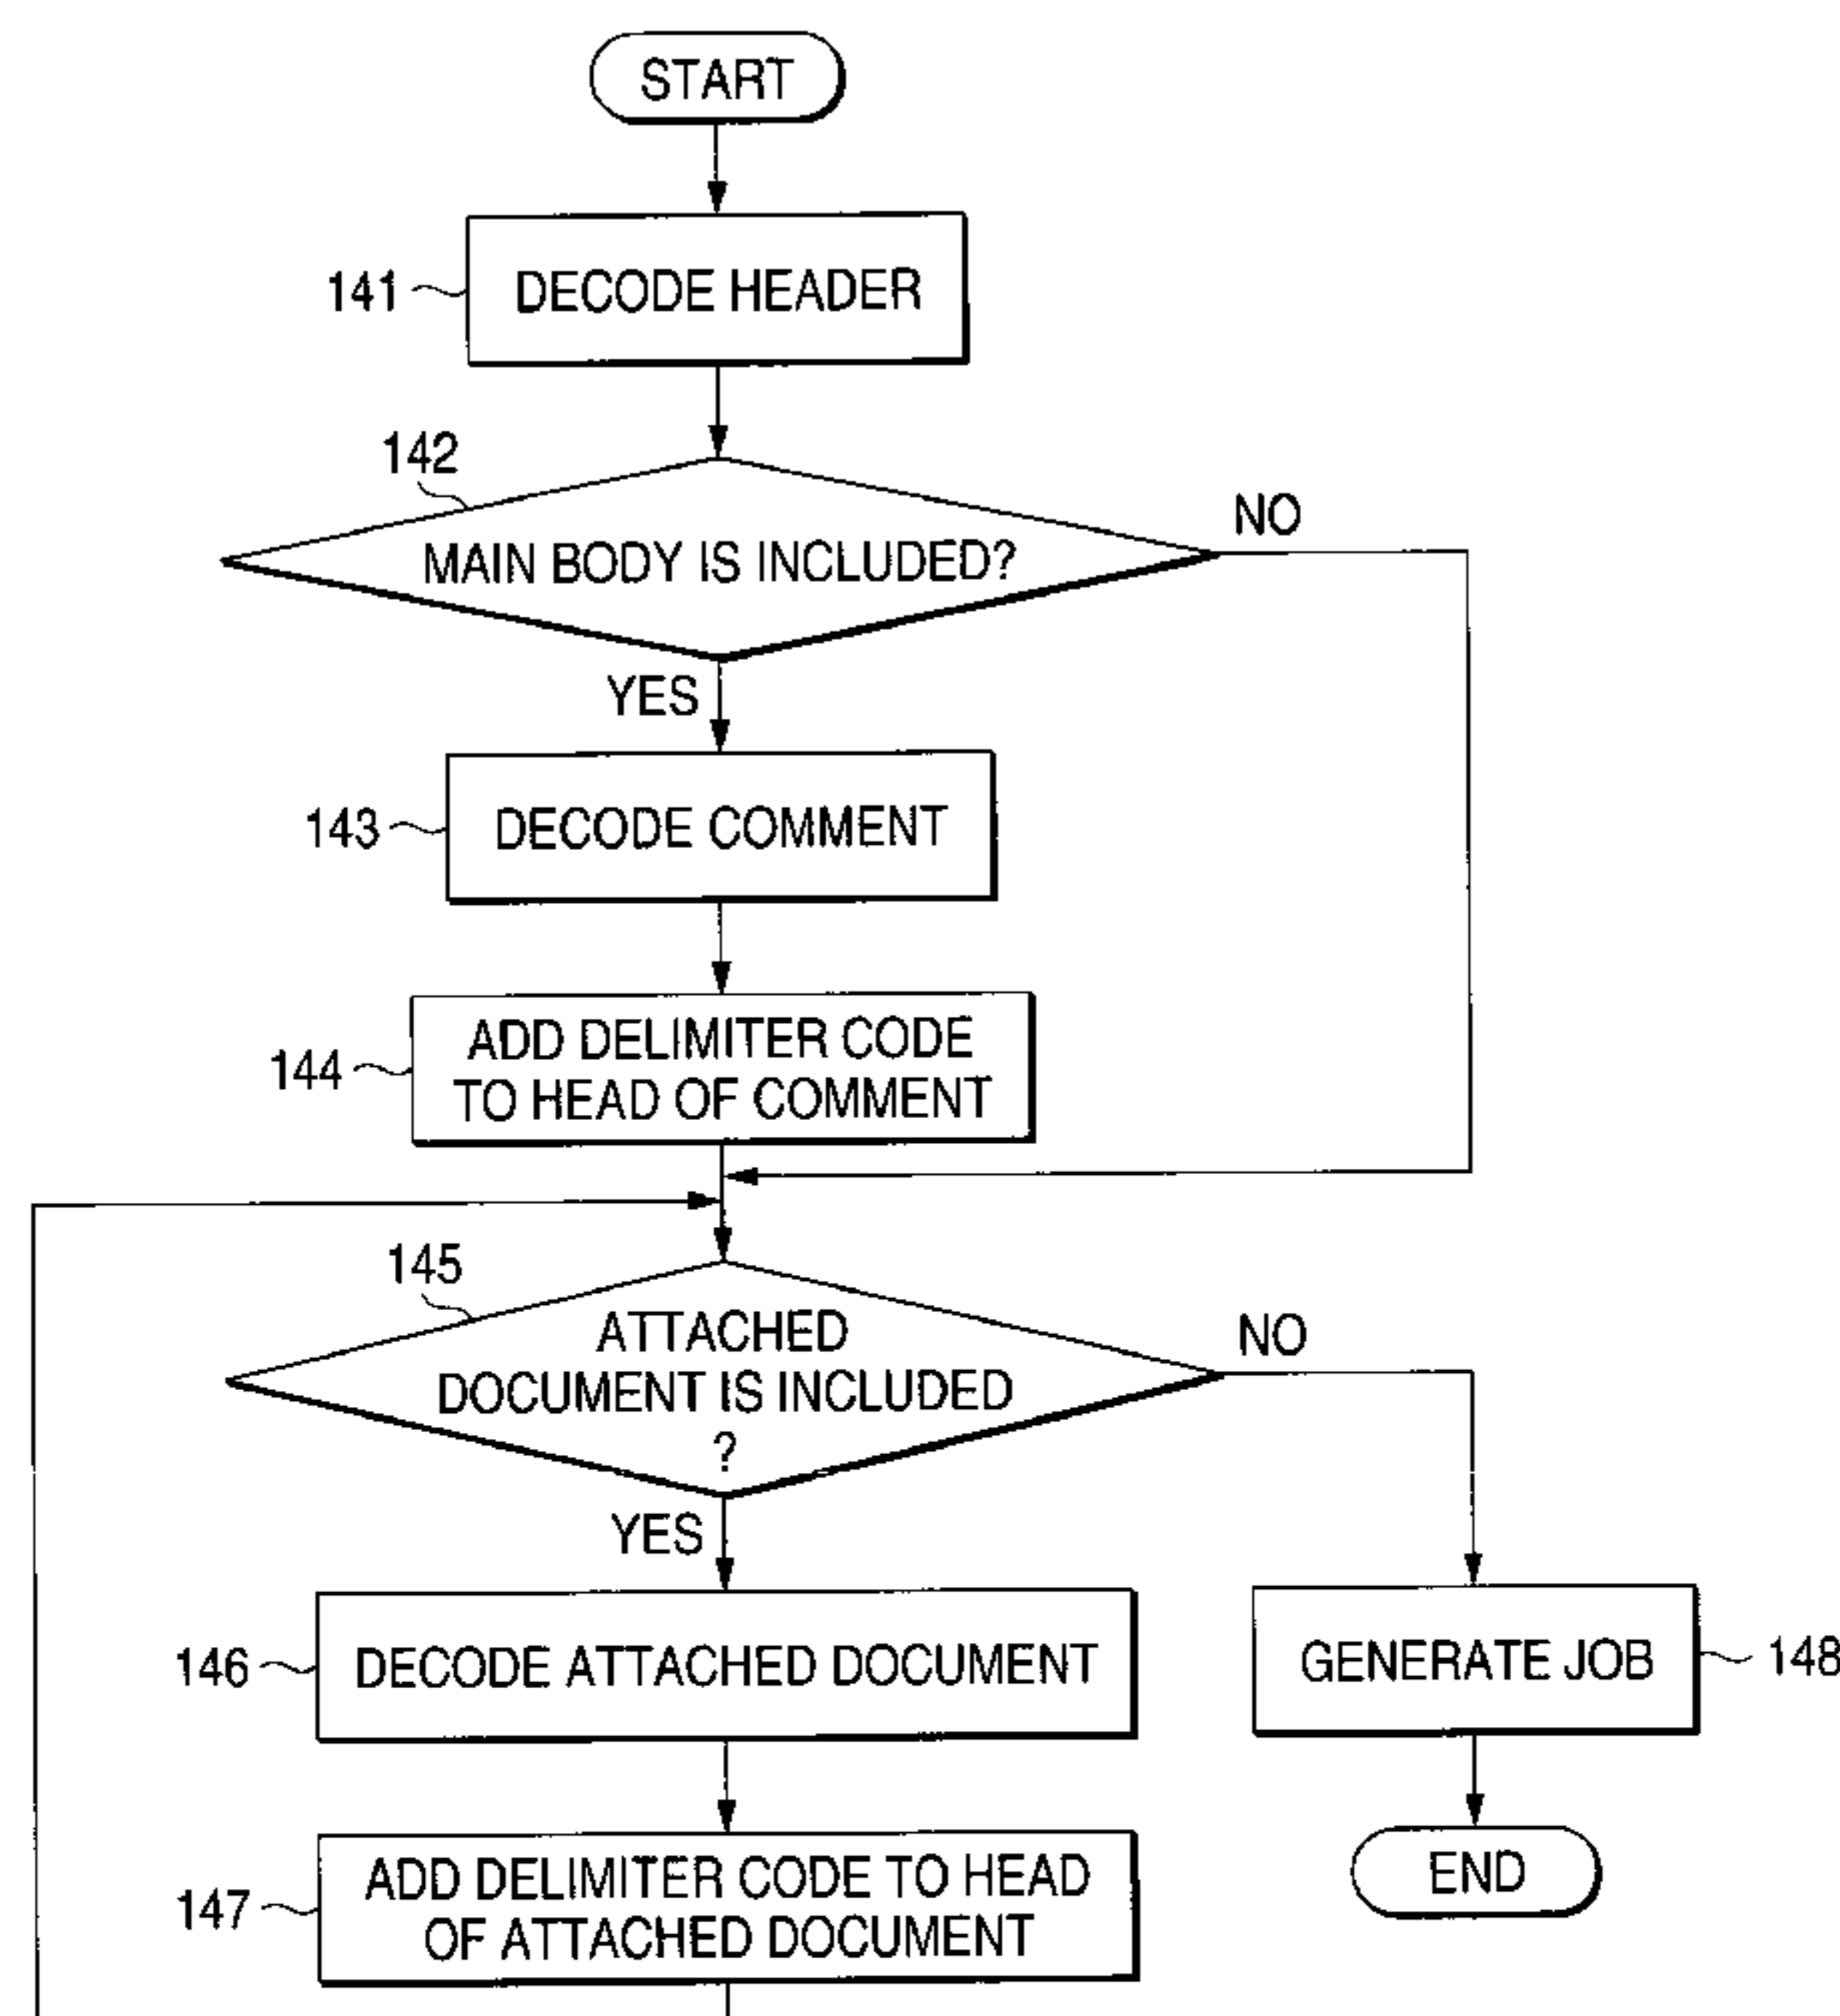 START
141
DECODE HEADER
142
NO
MAIN BODY IS INCLUDED?
YES
143
DECODE COMMENT
144
ADD DELIMITER CODE
TO HEAD OF COMMENT
145
NO
ATTACHED
DOCUMENT IS INCLUDED
?
YES
146
DECODE ATTACHED DOCUMENT
GENERATE JOB
148
147
ADD DELIMITER CODE TO HEAD
OF ATTACHED DOCUMENT
END